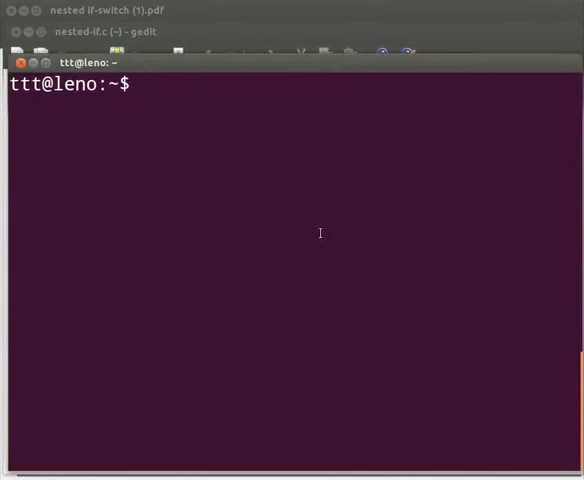 nested if-switch (1).pdf
nested-if.c (~) - gedit
ttt@leno: ~
ttt@leno:~$